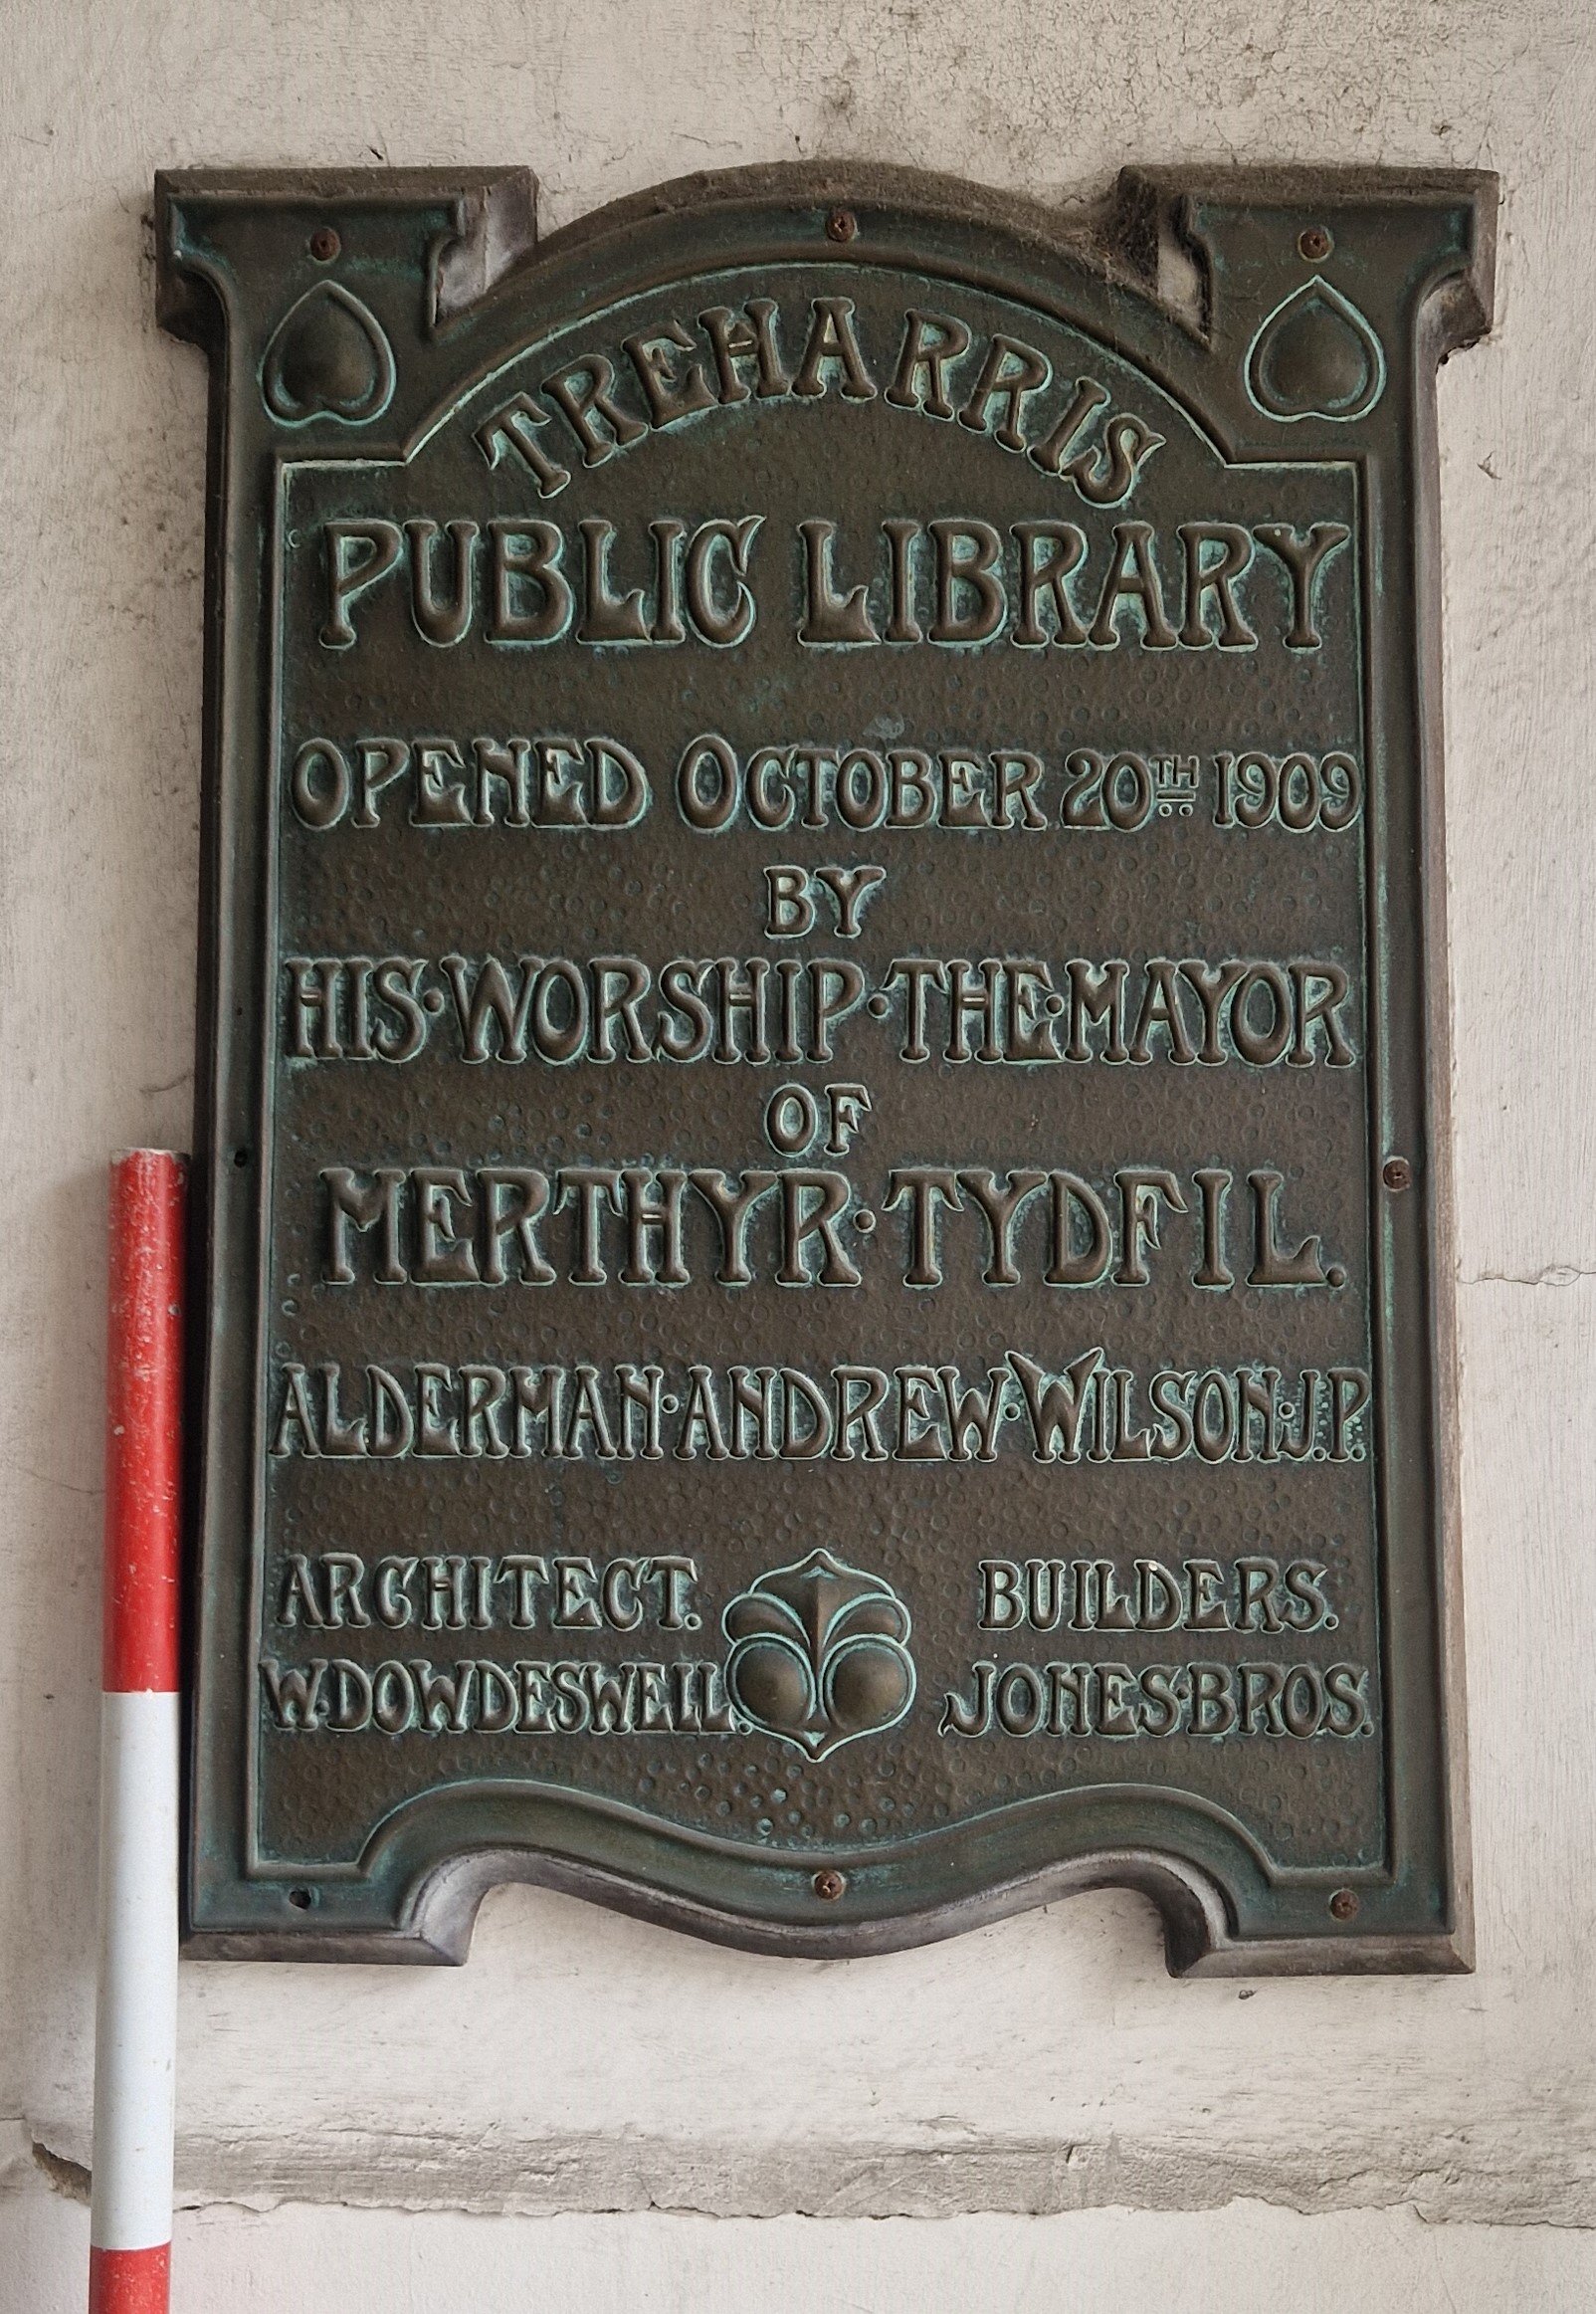 TREHARRIS
PUBLIC LIBRARY
OPENED OCTOBER 20TH 1909
BY
HIS·WORSHIP·THE·MAYOR
OF
MERTHYR·TYDFIL.
ALDERMAN·ANDREW·WILSON·J.P.
ARCHITECT. BUILDERS.
W·DOWDESWELL. JONES·BROS.